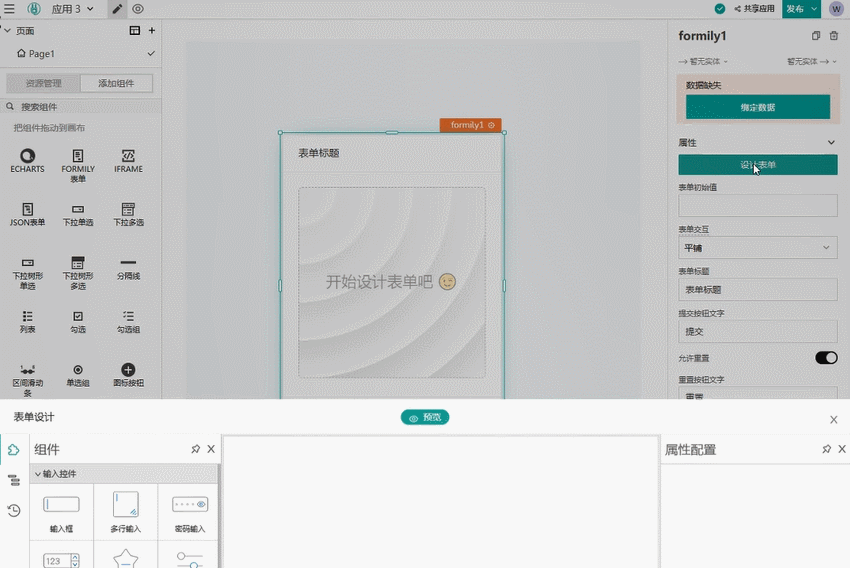 应用 3
共享应用
发布
W
页面
Page1
资源管理
添加组件
搜索组件
把组件拖动到画布
ECHARTS
FORMILY
表单
IFRAME
JSON表单
下拉单选
下拉多选
下拉树形
单选
下拉树形
多选
分隔线
列表
勾选
勾选组
区间滑动
条
单选组
图标按钮
formily1
表单标题
开始设计表单吧 😉
formily1
暂无实体
暂无实体
数据缺失
绑定数据
属性
设计表单
表单初始值
表单交互
平铺
表单标题
表单标题
提交按钮文字
提交
允许重置
重置按钮文字
重置
表单设计
预览
组件
输入控件
输入框
多行输入
密码输入
123
属性配置